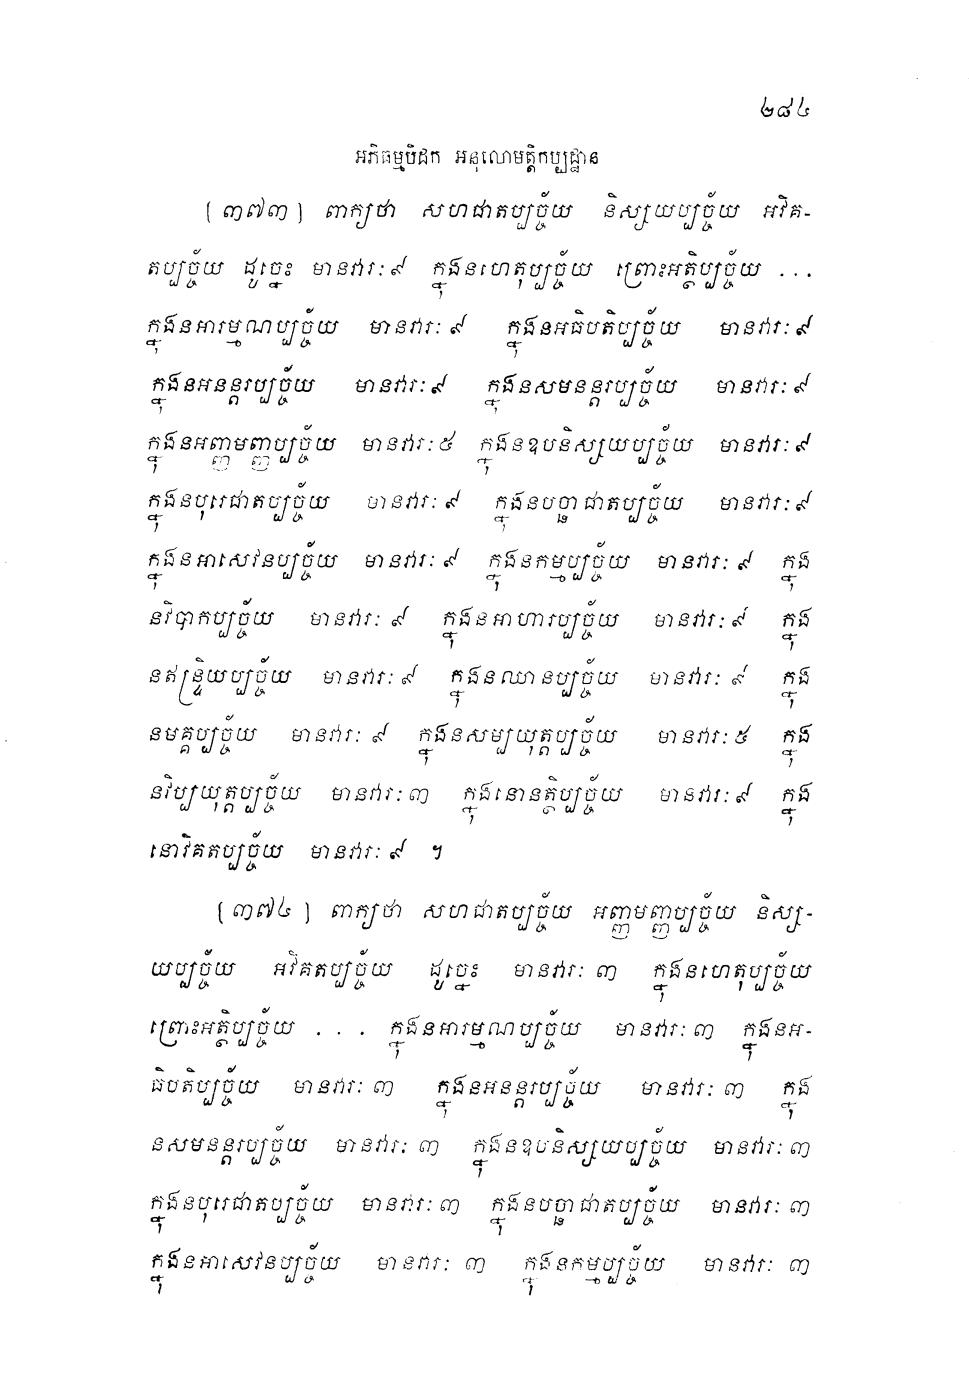 ២៨៤
អភិធម្មបិដក អនុលោមត្តិកប្បដ្ឋាន
[៣៧៣] ពាក្យថា សហជាតប្បច្ច័យ និស្សយប្បច្ច័យ អវិគ-
តប្បច្ច័យ ដូច្នេះ មានវារៈ៩ ក្នុងនហេតុប្បច្ច័យ ព្រោះអត្ថិប្បច្ច័យ ...
ក្នុងនអារម្មណប្បច្ច័យ មានវារៈ៩ ក្នុងនអធិបតិប្បច្ច័យ មានវារៈ៩
ក្នុងនអនន្តរប្បច្ច័យ មានវារៈ៩ ក្នុងនសមនន្តរប្បច្ច័យ មានវារៈ៩
ក្នុងនអញ្ញមញ្ញប្បច្ច័យ មានវារៈ៥ ក្នុងនឧបនិស្សយប្បច្ច័យ មានវារៈ៩
ក្នុងនបុរេជាតប្បច្ច័យ មានវារៈ៩ ក្នុងនបច្ឆាជាតប្បច្ច័យ មានវារៈ៩
ក្នុងនអាសេវនប្បច្ច័យ មានវារៈ៩ ក្នុងនកម្មប្បច្ច័យ មានវារៈ៩ ក្នុង
នវិបាកប្បច្ច័យ មានវារៈ៩ ក្នុងនអាហារប្បច្ច័យ មានវារៈ៩ ក្នុង
នឥន្ទ្រិយប្បច្ច័យ មានវារៈ៩ ក្នុងនឈានប្បច្ច័យ មានវារៈ៩ ក្នុង
នមគ្គប្បច្ច័យ មានវារៈ៩ ក្នុងនសម្បយុត្តប្បច្ច័យ មានវារៈ៥ ក្នុង
នវិប្បយុត្តប្បច្ច័យ មានវារៈ៣ ក្នុងនោនត្ថិប្បច្ច័យ មានវារៈ៩ ក្នុង
នោវិគតប្បច្ច័យ មានវារៈ៩ ។
[៣៧៤] ពាក្យថា សហជាតប្បច្ច័យ អញ្ញមញ្ញប្បច្ច័យ និស្ស-
យប្បច្ច័យ អវិគតប្បច្ច័យ ដូច្នេះ មានវារៈ៣ ក្នុងនហេតុប្បច្ច័យ
ព្រោះអត្ថិប្បច្ច័យ ... ក្នុងនអារម្មណប្បច្ច័យ មានវារៈ៣ ក្នុងនអ-
ធិបតិប្បច្ច័យ មានវារៈ៣ ក្នុងនអនន្តរប្បច្ច័យ មានវារៈ៣ ក្នុង
នសមនន្តរប្បច្ច័យ មានវារៈ៣ ក្នុងនឧបនិស្សយប្បច្ច័យ មានវារៈ៣
ក្នុងនបុរេជាតប្បច្ច័យ មានវារៈ៣ ក្នុងនបច្ឆាជាតប្បច្ច័យ មានវារៈ៣
ក្នុងនអាសេវនប្បច្ច័យ មានវារៈ ៣ ក្នុងនកម្មប្បច្ច័យ មានវារៈ ៣